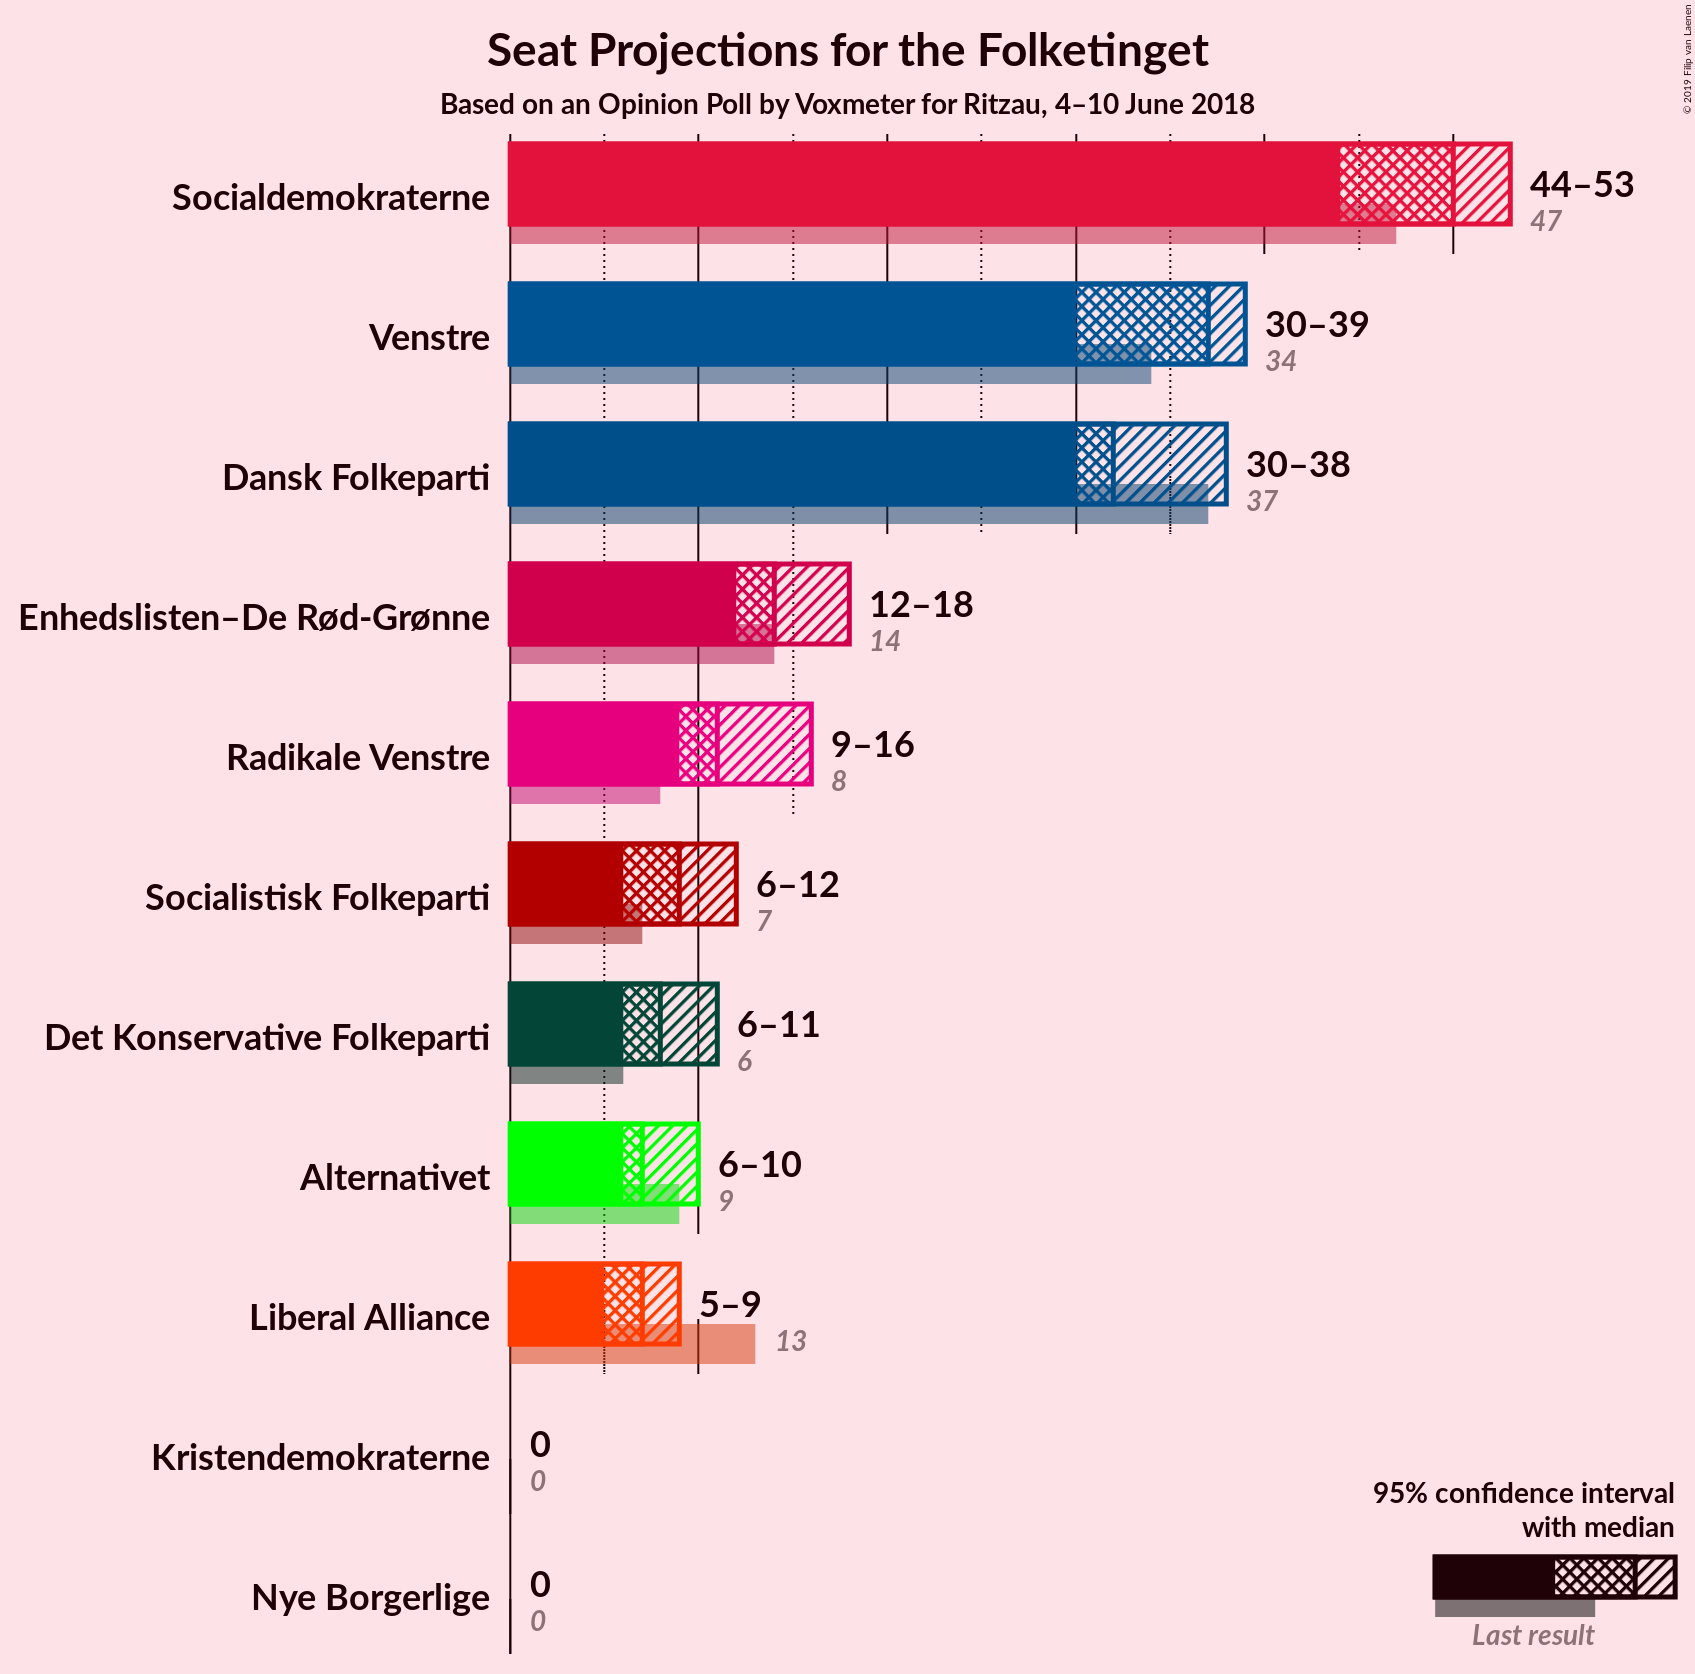 Seat Projections for the Folketinget
Based on an Opinion Poll by Voxmeter for Ritzau, 4–10 June 2018
© 2019 Filip van Laenen
Socialdemokraterne
44–53
47
Venstre
30–39
34
Dansk Folkeparti
30–38
37
Enhedslisten–De Rød-Grønne
12–18
14
Radikale Venstre
9–16
8
Socialistisk Folkeparti
6–12
7
Det Konservative Folkeparti
6–11
6
Alternativet
6–10
9
Liberal Alliance
5–9
13
Kristendemokraterne
0
0
Nye Borgerlige
0
0
95% confidence interval
with median
Last result